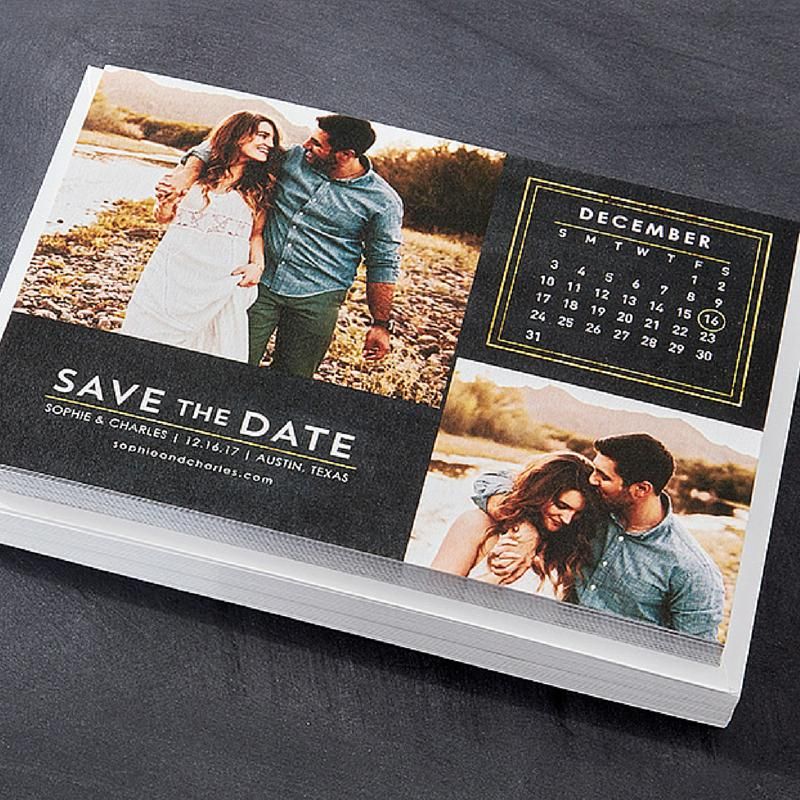 DECEMBER
S M T W T F S
1 2
3 4 5 6 7 8 9
10 11 12 13 14 15 16
17 18 19 20 21 22 23
24 25 26 27 28 29 30
31
SAVE THE DATE
SOPHIE & CHARLES | 12.16.17 | AUSTIN, TEXAS
sophieandcharles.com